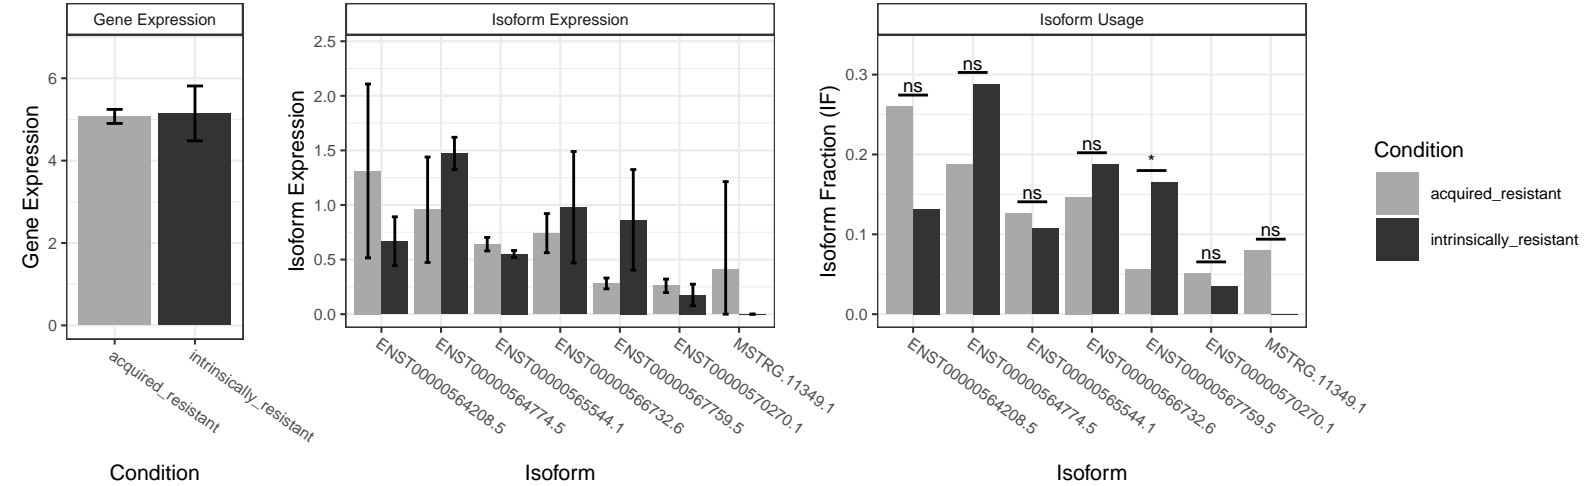 Gene Expression
Gene Expression
0
2
4
6
acquired_resistant
intrinsically_resistant
Condition
Isoform Expression
Isoform Expression
0.0
0.5
1.0
1.5
2.0
2.5
ENST00000564208.5
ENST00000564774.5
ENST00000565544.1
ENST00000566732.6
ENST00000567759.5
ENST00000570270.1
MSTRG.11349.1
Isoform
Isoform Usage
Isoform Fraction (IF)
0.0
0.1
0.2
0.3
ns
ns
ns
ns
*
ns
ns
ENST00000564208.5
ENST00000564774.5
ENST00000565544.1
ENST00000566732.6
ENST00000567759.5
ENST00000570270.1
MSTRG.11349.1
Isoform
Condition
acquired_resistant
intrinsically_resistant